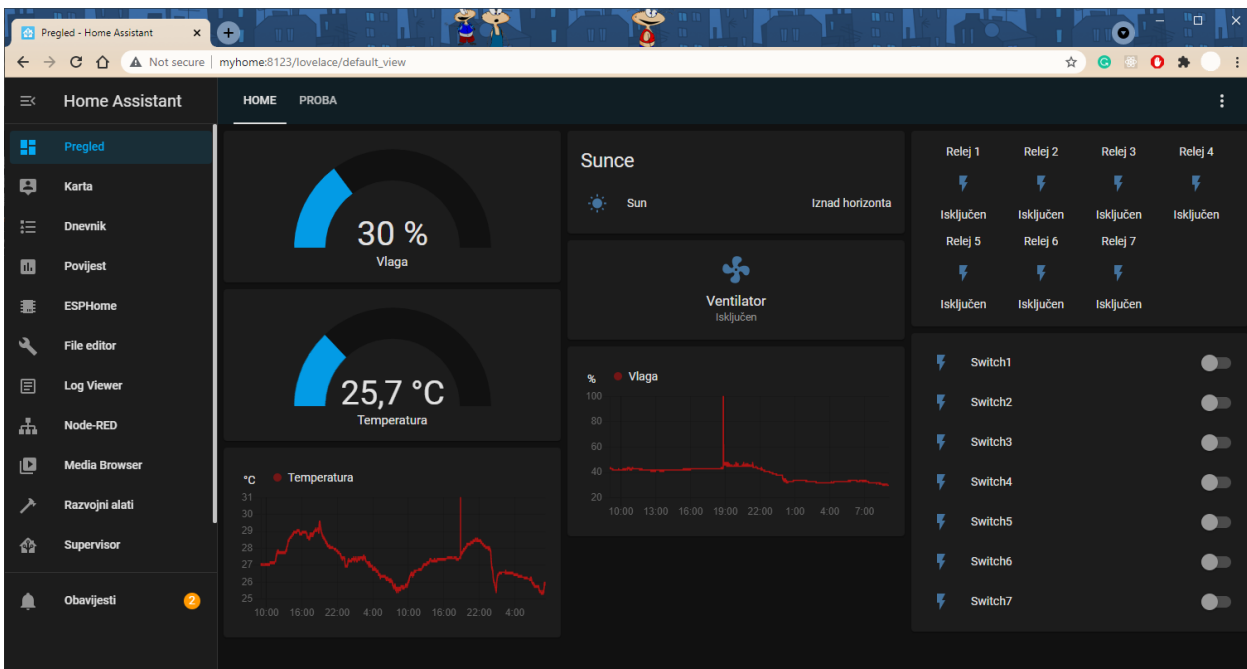 Pregled - Home Assistant
Not secure | myhome:8123/lovelace/default_view
Home Assistant
HOME PROBA
Pregled
Karta
Dnevnik
Povijest
ESPHome
File editor
Log Viewer
Node-RED
Media Browser
Razvojni alati
Supervisor
Obavijesti 2
30 %
Vlaga
25,7 °C
Temperatura
°C Temperatura
31
30
29
28
27
26
25
10:00 16:00 22:00 4:00 10:00 16:00 22:00 4:00
Sunce
Sun Iznad horizonta
Ventilator
Isključen
% Vlaga
100
80
60
40
20
10:00 13:00 16:00 19:00 22:00 1:00 4:00 7:00
Relej 1 Relej 2 Relej 3 Relej 4
Isključen Isključen Isključen Isključen
Relej 5 Relej 6 Relej 7
Isključen Isključen Isključen
Switch1
Switch2
Switch3
Switch4
Switch5
Switch6
Switch7